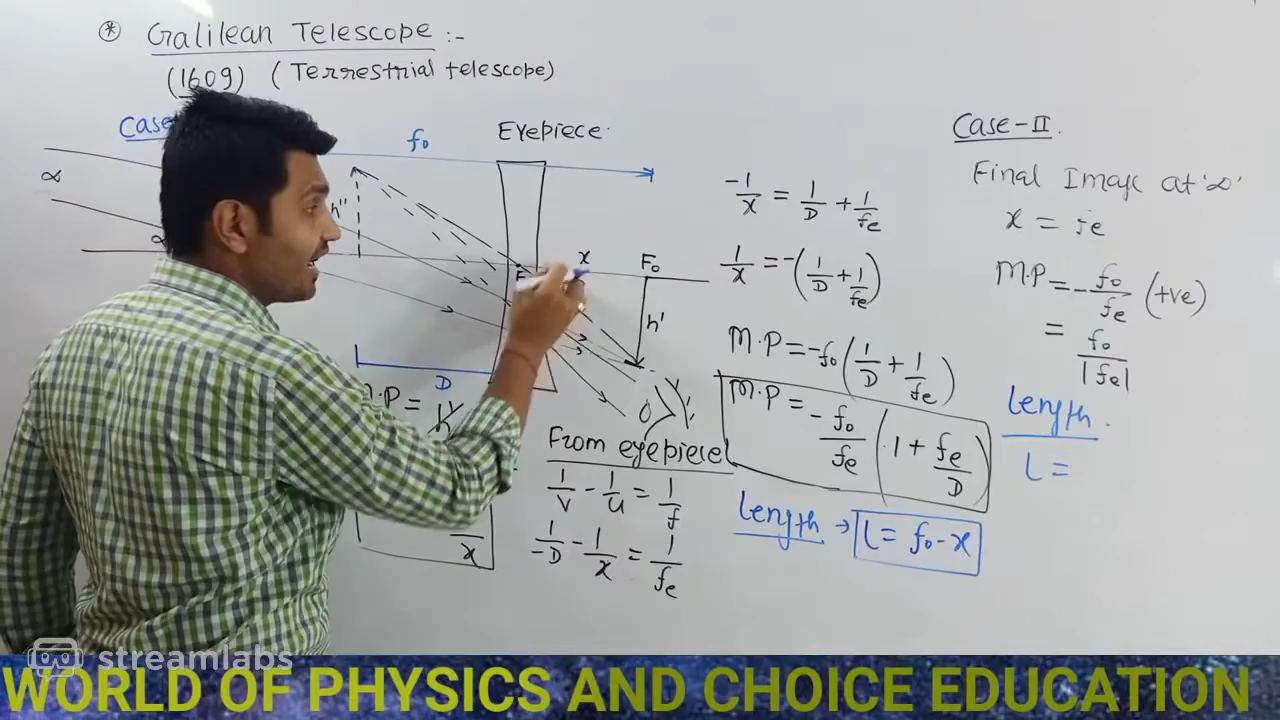 * Galilean Telescope :-
(1609) (Terrestrial telescope)
Case
f₀
Eyepiece
α
α
h''
x
F₀
h'
D
M.P =
x
From eyepiece
1/v - 1/u = 1/f
1/-D - 1/x = 1/fe
-1/x = 1/D + 1/fe
1/x = -(1/D + 1/fe)
M.P = -f₀(1/D + 1/fe)
M.P = -f₀/fe (1 + fe/D)
Length → L = f₀-x
Case-II.
Final Image at '∞'
x = fe
M.P = -f₀/fe (+ve)
= f₀/|fe|
Length
L =
streamlabs
WORLD OF PHYSICS AND CHOICE EDUCATION